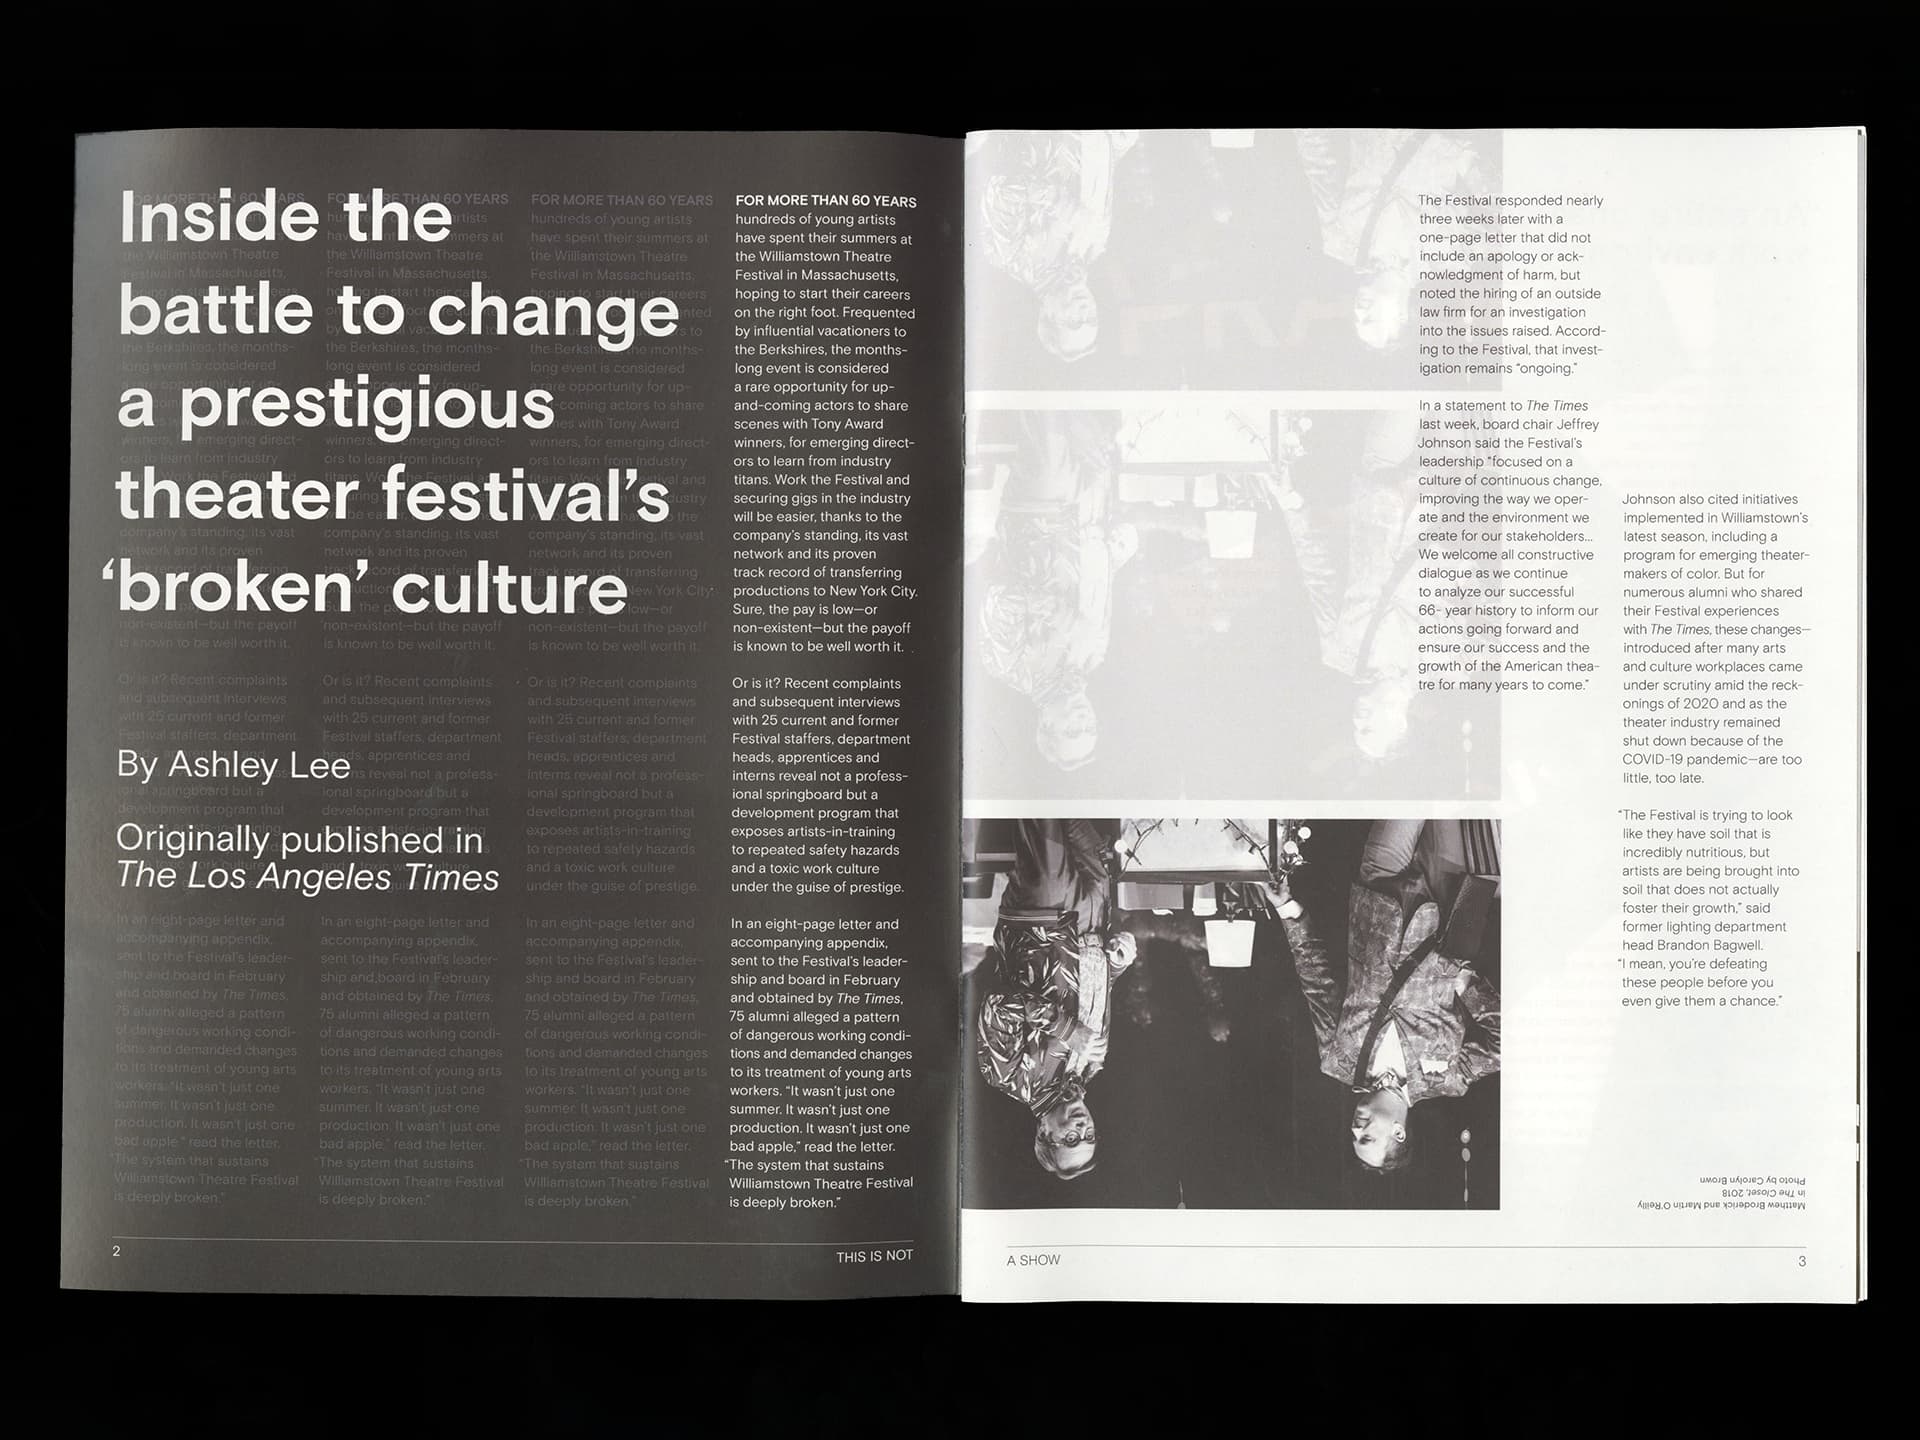 Inside the
battle to change
a prestigious
theater festival’s
‘broken’ culture
By Ashley Lee
Originally published in
The Los Angeles Times
FOR MORE THAN 60 YEARS
hundreds of young artists
have spent their summers at
the Williamstown Theatre
Festival in Massachusetts,
hoping to start their careers
on the right foot. Frequented
by influential vacationers to
the Berkshires, the months-
long event is considered
a rare opportunity for up-
and-coming actors to share
scenes with Tony Award
winners, for emerging direct-
ors to learn from industry
titans. Work the Festival and
securing gigs in the industry
will be easier, thanks to the
company’s standing, its vast
network and its proven
track record of transferring
productions to New York City.
Sure, the pay is low—or
non-existent—but the payoff
is known to be well worth it.
Or is it? Recent complaints
and subsequent interviews
with 25 current and former
Festival staffers, department
heads, apprentices and
interns reveal not a profess-
ional springboard but a
development program that
exposes artists-in-training
to repeated safety hazards
and a toxic work culture
under the guise of prestige.
In an eight-page letter and
accompanying appendix,
sent to the Festival’s leader-
ship and board in February
and obtained by The Times,
75 alumni alleged a pattern
of dangerous working condi-
tions and demanded changes
to its treatment of young arts
workers. “It wasn’t just one
summer. It wasn’t just one
production. It wasn’t just one
bad apple,” read the letter.
“The system that sustains
Williamstown Theatre Festival
is deeply broken.”
2
THIS IS NOT
The Festival responded nearly
three weeks later with a
one-page letter that did not
include an apology or ack-
nowledgment of harm, but
noted the hiring of an outside
law firm for an investigation
into the issues raised. Accord-
ing to the Festival, that invest-
igation remains “ongoing.”
In a statement to The Times
last week, board chair Jeffrey
Johnson said the Festival’s
leadership “focused on a
culture of continuous change,
improving the way we oper-
ate and the environment we
create for our stakeholders...
We welcome all constructive
dialogue as we continue
to analyze our successful
66- year history to inform our
actions going forward and
ensure our success and the
growth of the American thea-
tre for many years to come.”
Johnson also cited initiatives
implemented in Williamstown’s
latest season, including a
program for emerging theater-
makers of color. But for
numerous alumni who shared
their Festival experiences
with The Times, these changes—
introduced after many arts
and culture workplaces came
under scrutiny amid the reck-
onings of 2020 and as the
theater industry remained
shut down because of the
COVID-19 pandemic—are too
little, too late.
“The Festival is trying to look
like they have soil that is
incredibly nutritious, but
artists are being brought into
soil that does not actually
foster their growth,” said
former lighting department
head Brandon Bagwell.
“I mean, you’re defeating
these people before you
even give them a chance.”
Matthew Broderick and Martin O’Reilly
in The Closet, 2018
Photo by Carolyn Brown
A SHOW
3